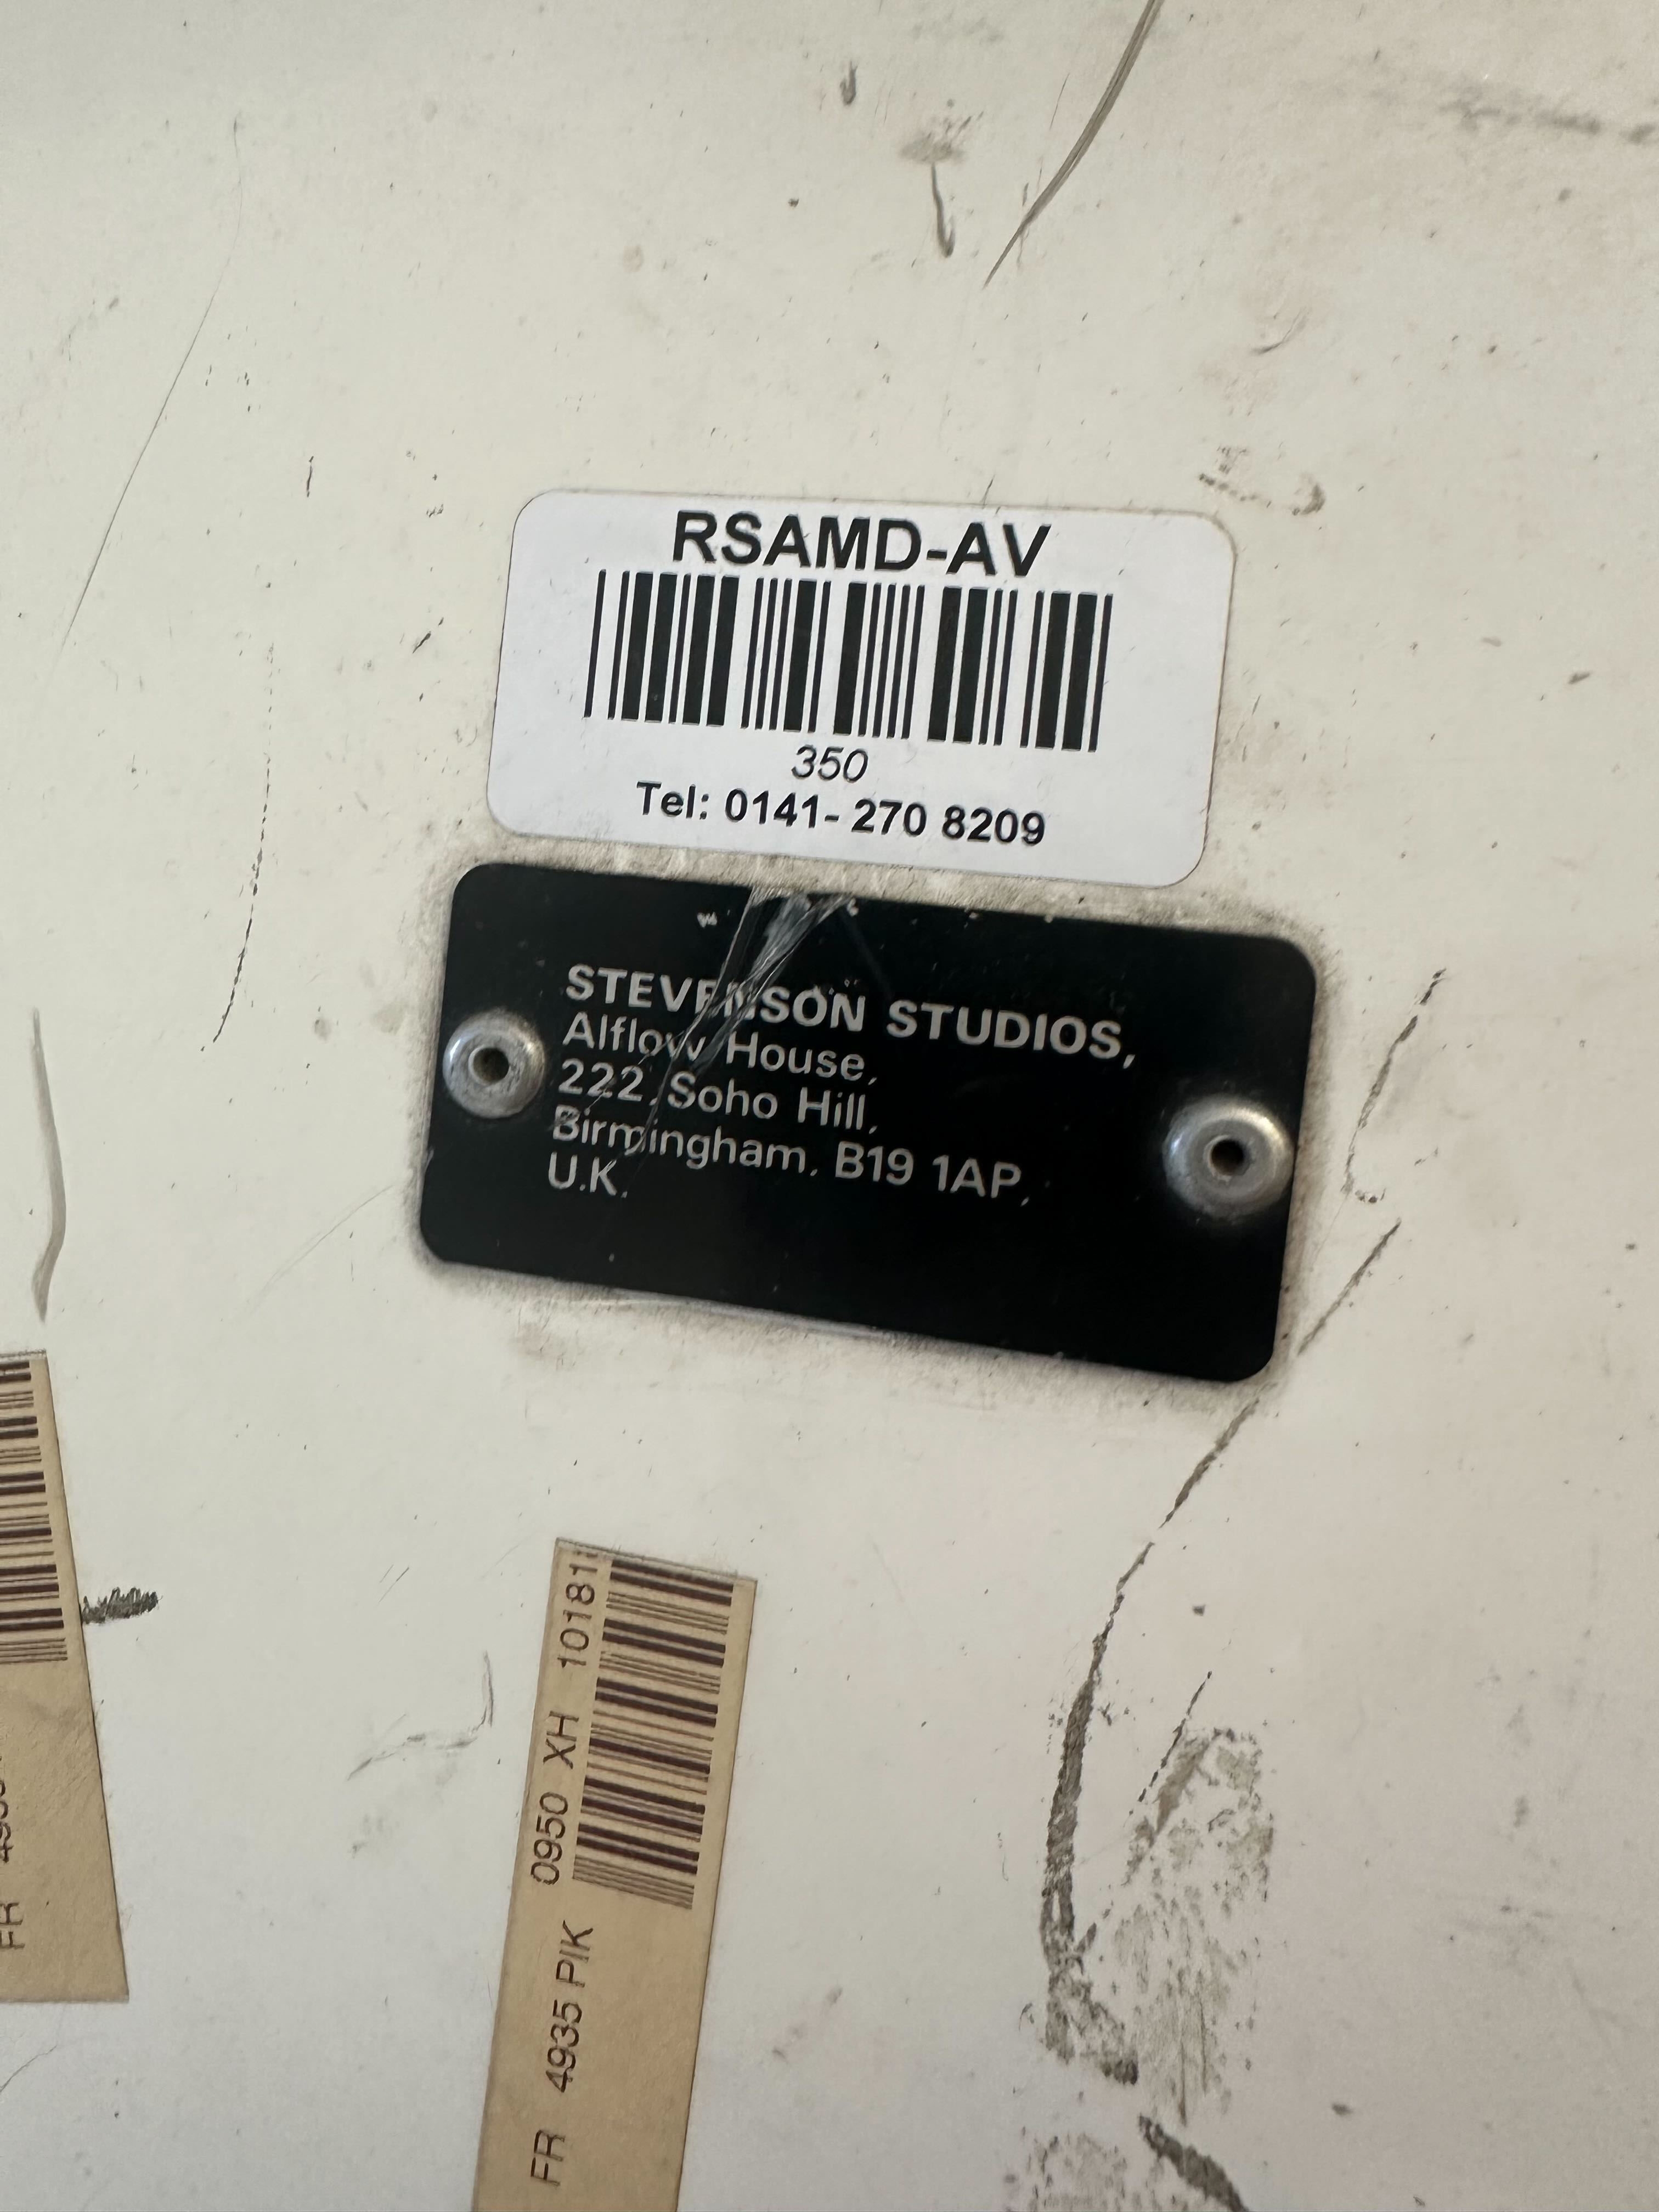 RSAMD-AV
350
Tel: 0141- 270 8209
STEVENSON STUDIOS,
Alflow House,
222, Soho Hill,
Birmingham, B19 1AP,
U.K.
FR 4935 PIK 0950 XH 10181
FR